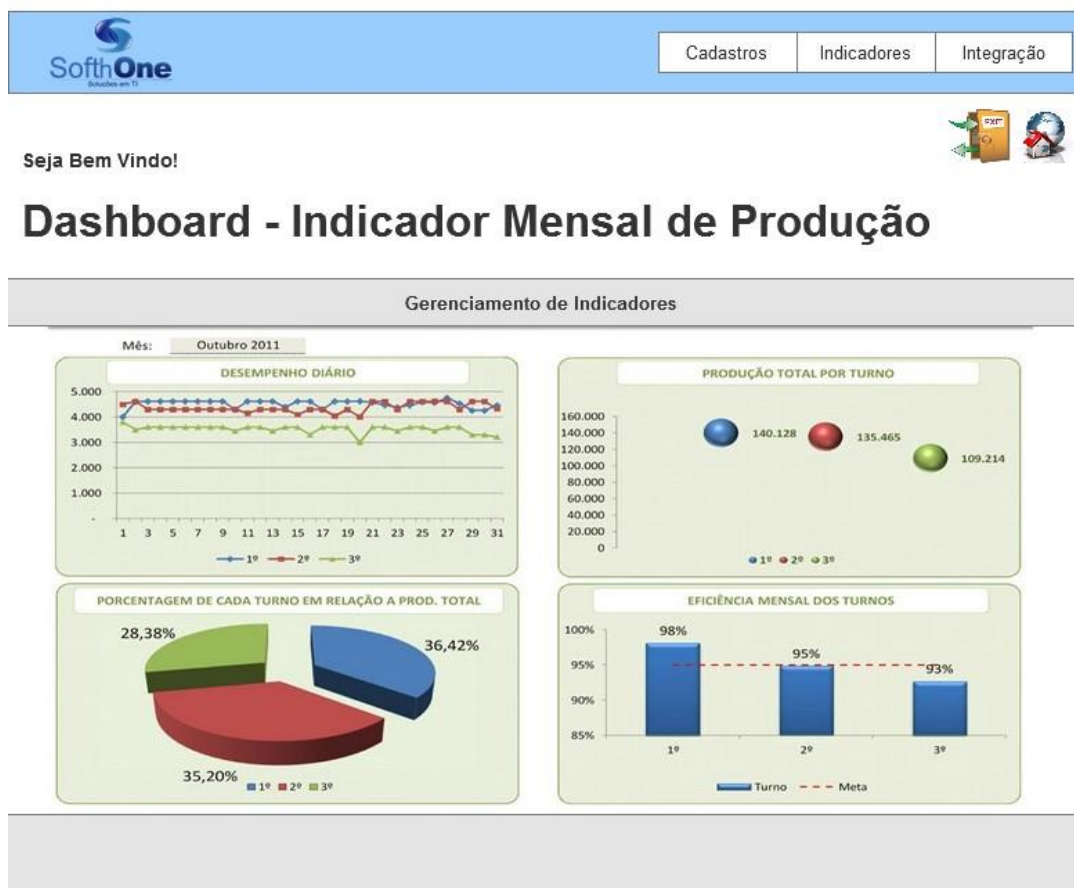 SofthOne
Soluções em TI
Cadastros Indicadores Integração
EXIT
Seja Bem Vindo!
Dashboard - Indicador Mensal de Produção
Gerenciamento de Indicadores
Mês: Outubro 2011
DESEMPENHO DIÁRIO
5.000
4.000
3.000
2.000
1.000
-
1 3 5 7 9 11 13 15 17 19 21 23 25 27 29 31
1º 2º 3º
PRODUÇÃO TOTAL POR TURNO
160.000
140.000
120.000
100.000
80.000
60.000
40.000
20.000
0
140.128 135.465 109.214
1º 2º 3º
PORCENTAGEM DE CADA TURNO EM RELAÇÃO A PROD. TOTAL
28,38%
36,42%
35,20%
1º 2º 3º
EFICIÊNCIA MENSAL DOS TURNOS
100%
95%
90%
85%
98%
95%
93%
1º 2º 3º
Turno Meta